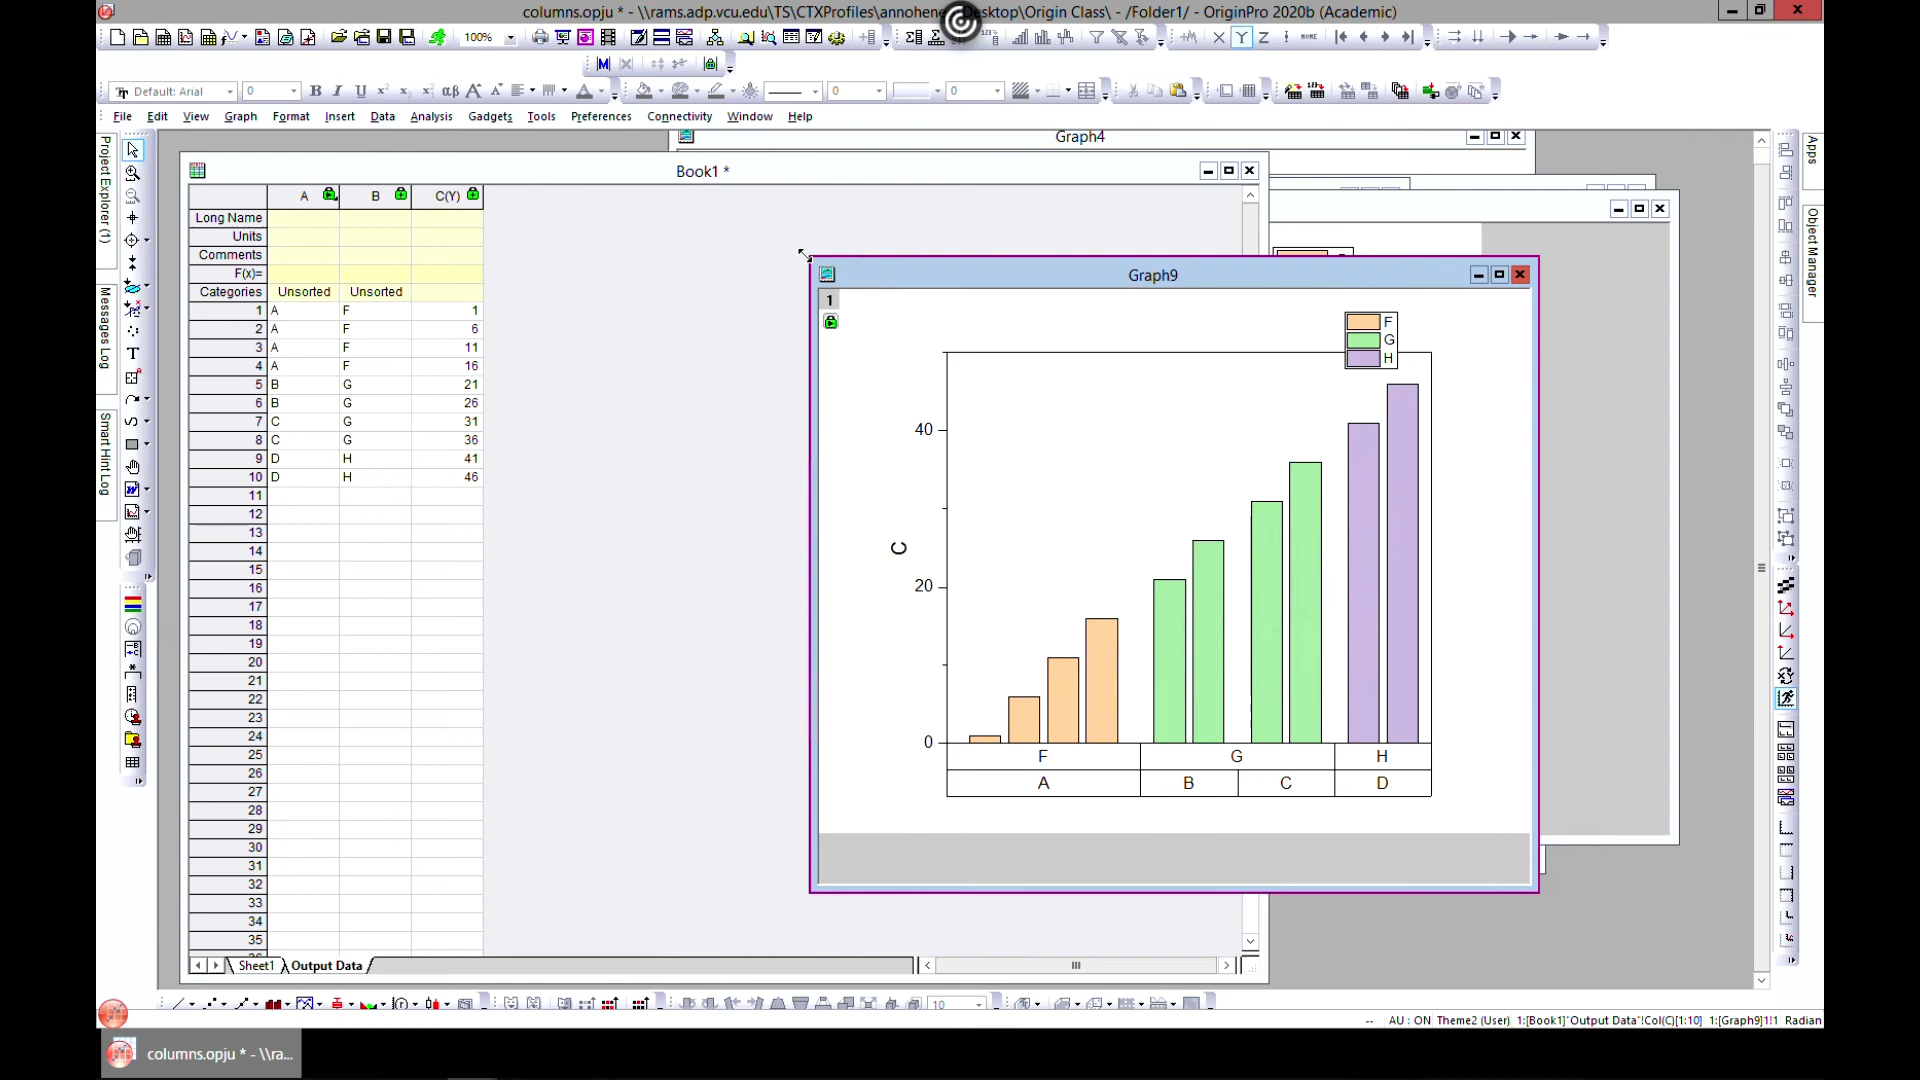 columns.opju * - \\rams.adp.vcu.edu\TS\CTXProfiles\annohene
Desktop\Origin Class\ - /Folder1/ - OriginPro 2020b (Academic)
100%
Default: Arial 0 B I U αβ A A 0 0
File Edit View Graph Format Insert Data Analysis Gadgets Tools Preferences Connectivity Window Help
Project Explorer (1)
Messages Log
Smart Hint Log
Apps
Object Manager
Graph4
Book1 *
A B C(Y)
Long Name
Units
Comments
F(x)=
Categories Unsorted Unsorted
1 A F 1
2 A F 6
3 A F 11
4 A F 16
5 B G 21
6 B G 26
7 C G 31
8 C G 36
9 D H 41
10 D H 46
11
12
13
14
15
16
17
18
19
20
21
22
23
24
25
26
27
28
29
30
31
32
33
34
35
Sheet1 Output Data
Graph9
1
F
G
H
40
20
0
C
F G H
A B C D
10
-- AU : ON Theme2 (User) 1:[Book1]"Output Data"!Col(C)[1:10] 1:[Graph9]1!1 Radian
columns.opju * - \\ra...